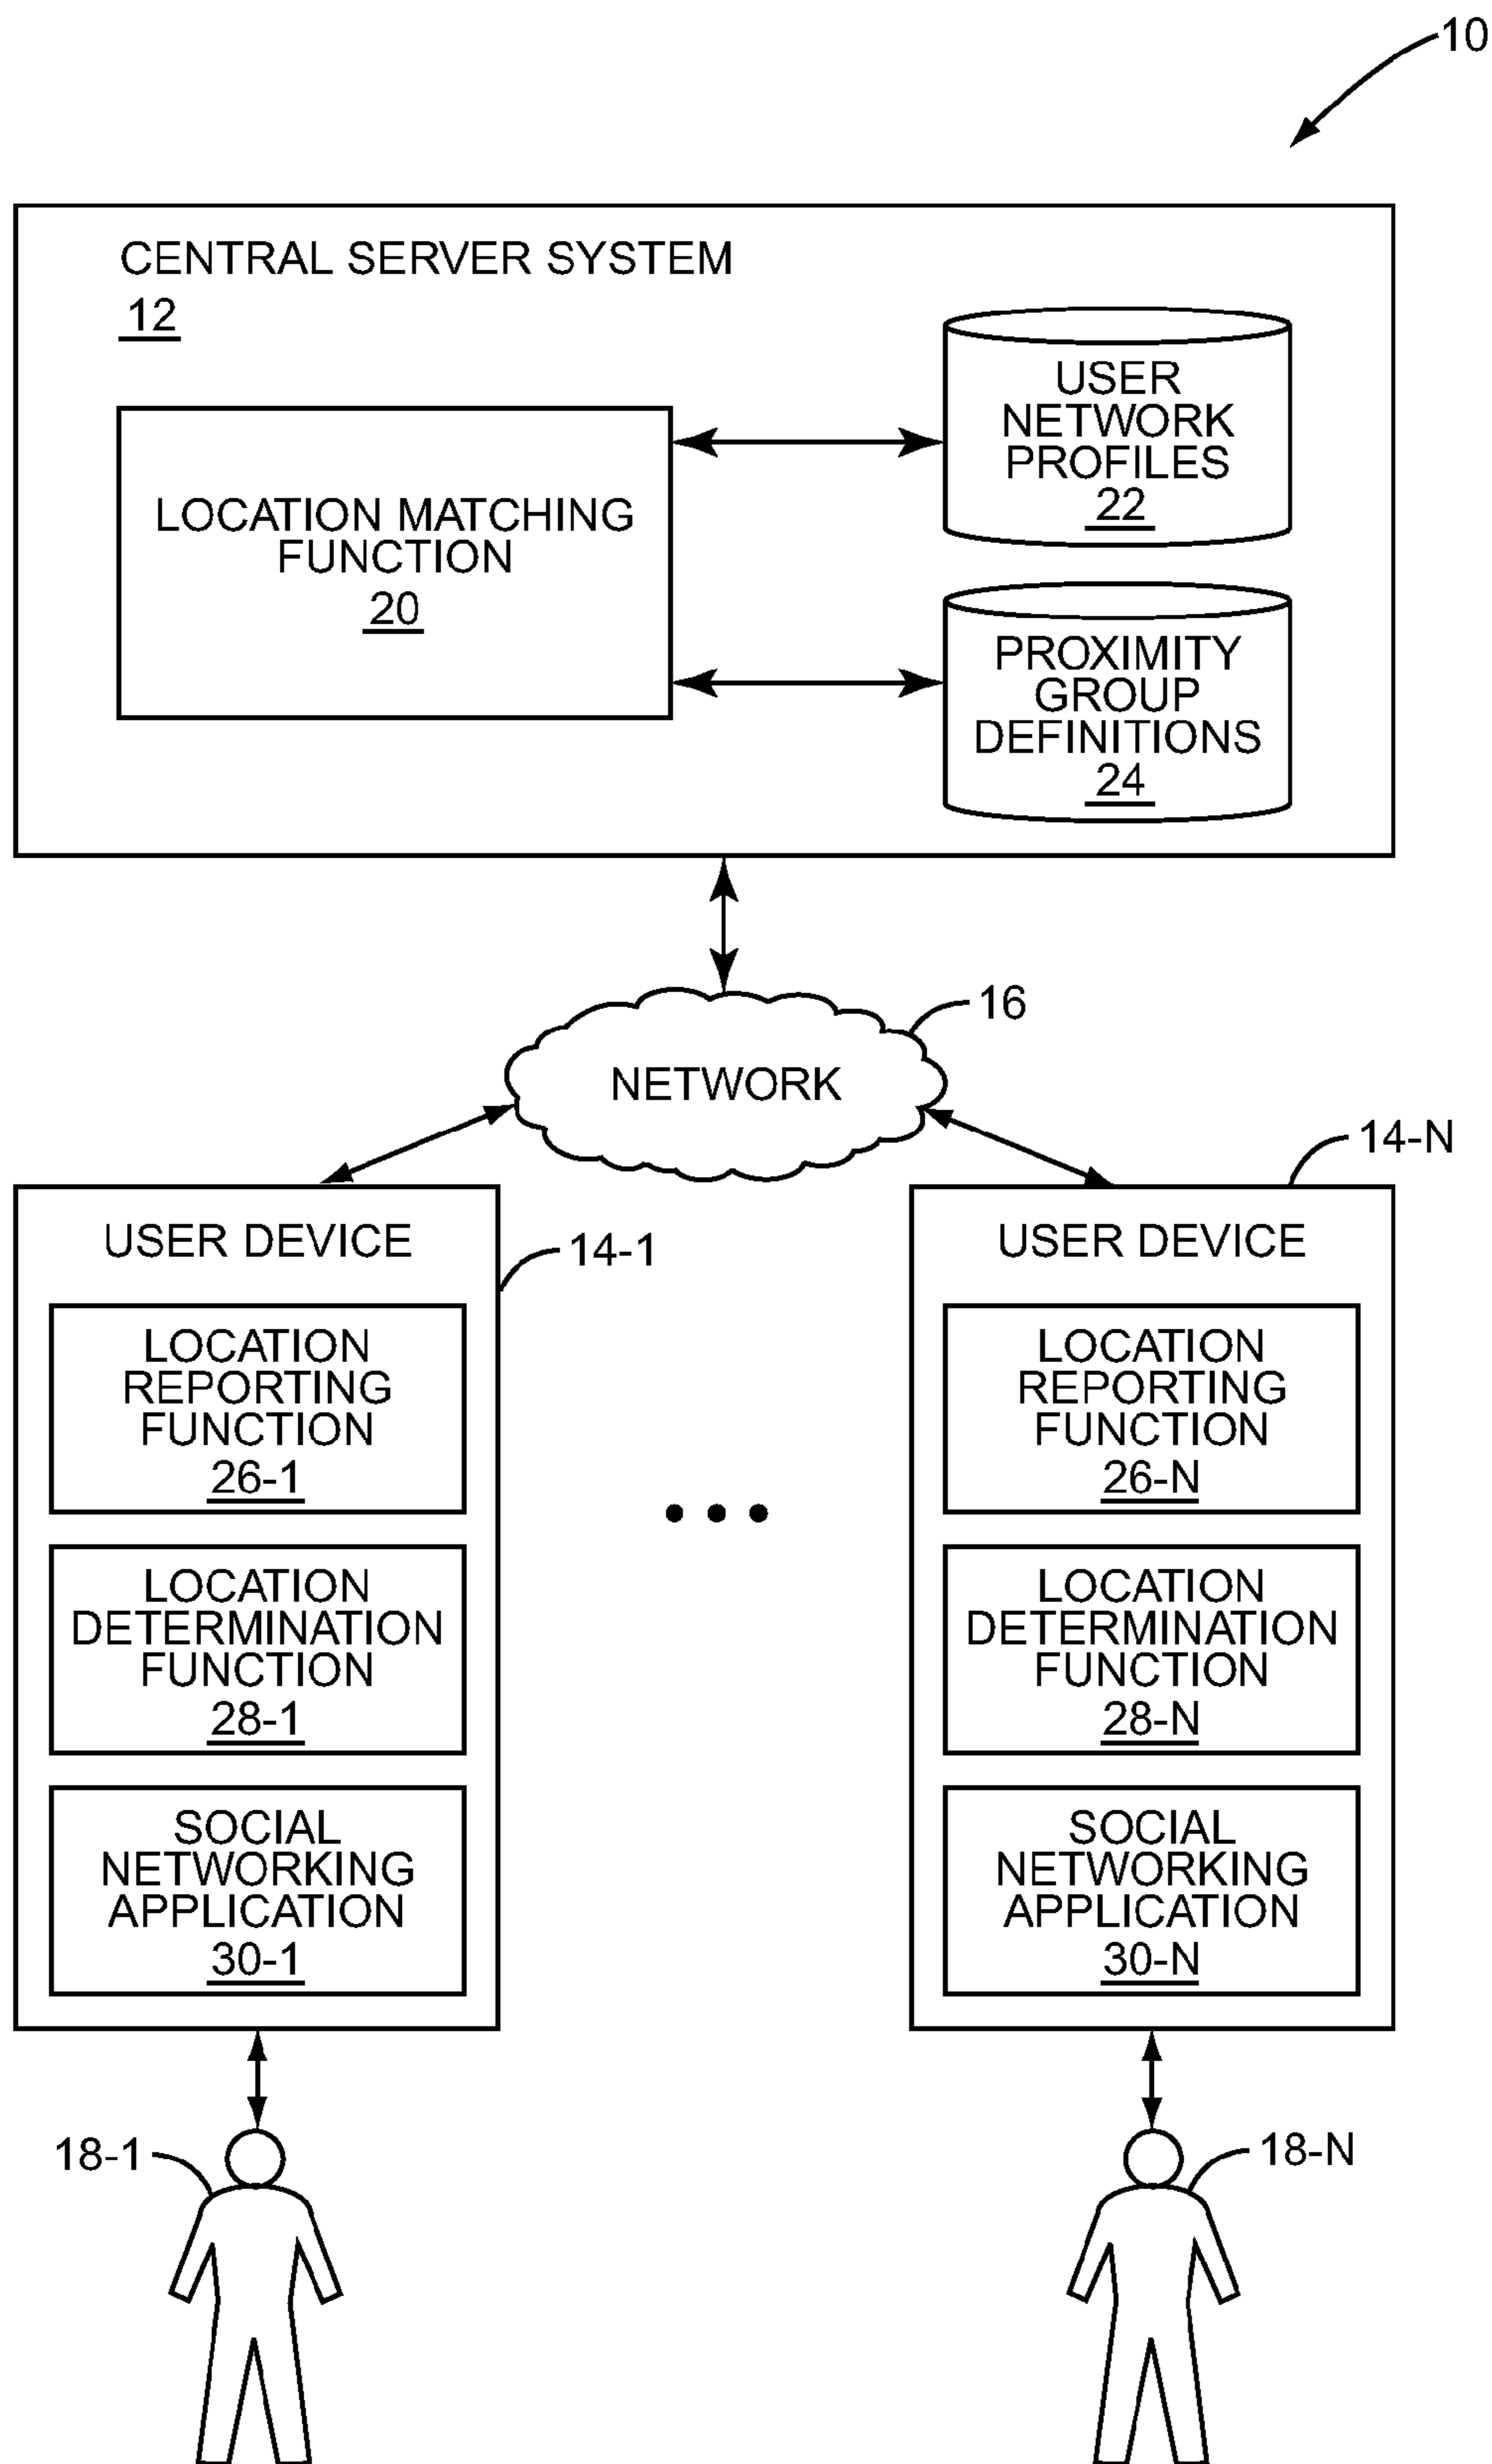 10
CENTRAL SERVER SYSTEM
12
USER
NETWORK
PROFILES
22
LOCATION MATCHING
FUNCTION
20
PROXIMITY
GROUP
DEFINITIONS
24
16
NETWORK
14-N
USER DEVICE
14-1
LOCATION
REPORTING
FUNCTION
26-1
LOCATION
DETERMINATION
FUNCTION
28-1
SOCIAL
NETWORKING
APPLICATION
30-1
USER DEVICE
LOCATION
REPORTING
FUNCTION
26-N
LOCATION
DETERMINATION
FUNCTION
28-N
SOCIAL
NETWORKING
APPLICATION
30-N
18-1
18-N